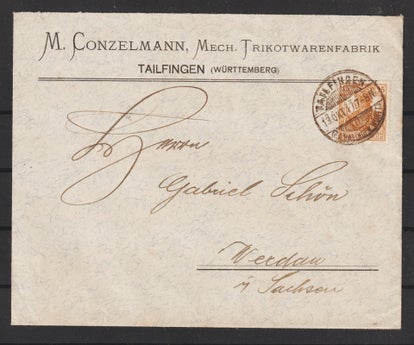 M. Conzelmann, Mech. Trikotwarenfabrik
TAILFINGEN (WÜRTTEMBERG)
TAILFINGEN
Herrn
Gabriel Schön
Werdau
i/ Sachsen